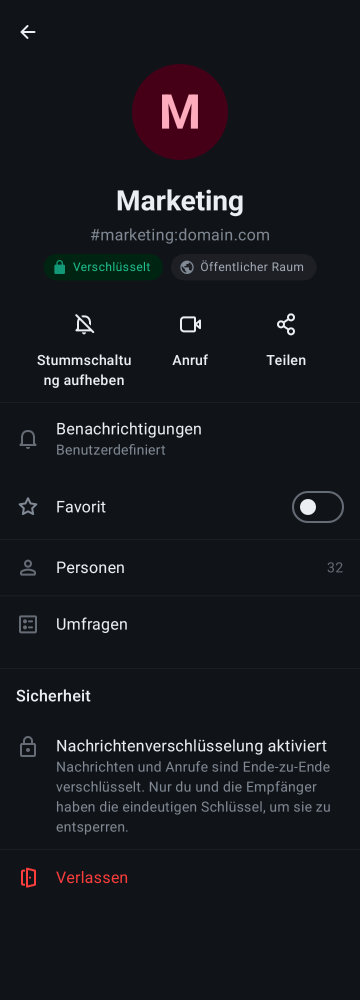 M
Marketing
#marketing:domain.com
Verschlüsselt
Öffentlicher Raum
Stummschaltu
ng aufheben
Anruf
Teilen
Benachrichtigungen
Benutzerdefiniert
Favorit
Personen
32
Umfragen
Sicherheit
Nachrichtenverschlüsselung aktiviert
Nachrichten und Anrufe sind Ende-zu-Ende
verschlüsselt. Nur du und die Empfänger
haben die eindeutigen Schlüssel, um sie zu
entsperren.
Verlassen